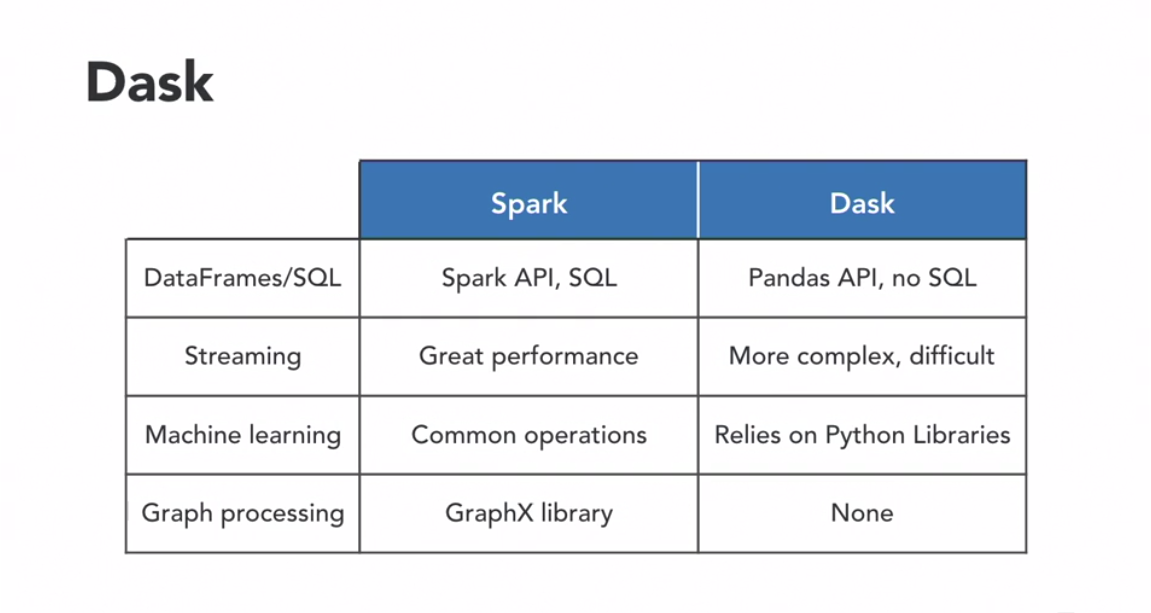 Dask
Spark Dask
DataFrames/SQL Spark API, SQL Pandas API, no SQL
Streaming Great performance More complex, difficult
Machine learning Common operations Relies on Python Libraries
Graph processing GraphX library None